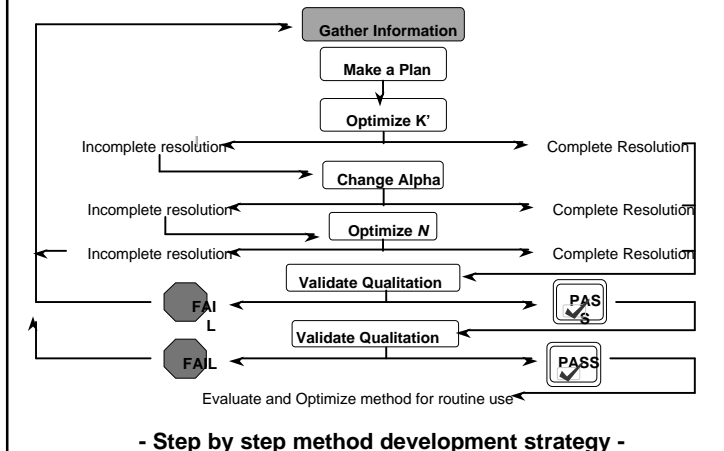 Gather Information
Make a Plan
Optimize K’
Incomplete resolution
Complete Resolution
Change Alpha
Incomplete resolution
Complete Resolution
Optimize N
Incomplete resolution
Complete Resolution
Validate Qualitation
FAI
L
PAS
S
Validate Qualitation
FAIL
PASS
Evaluate and Optimize method for routine use
- Step by step method development strategy -